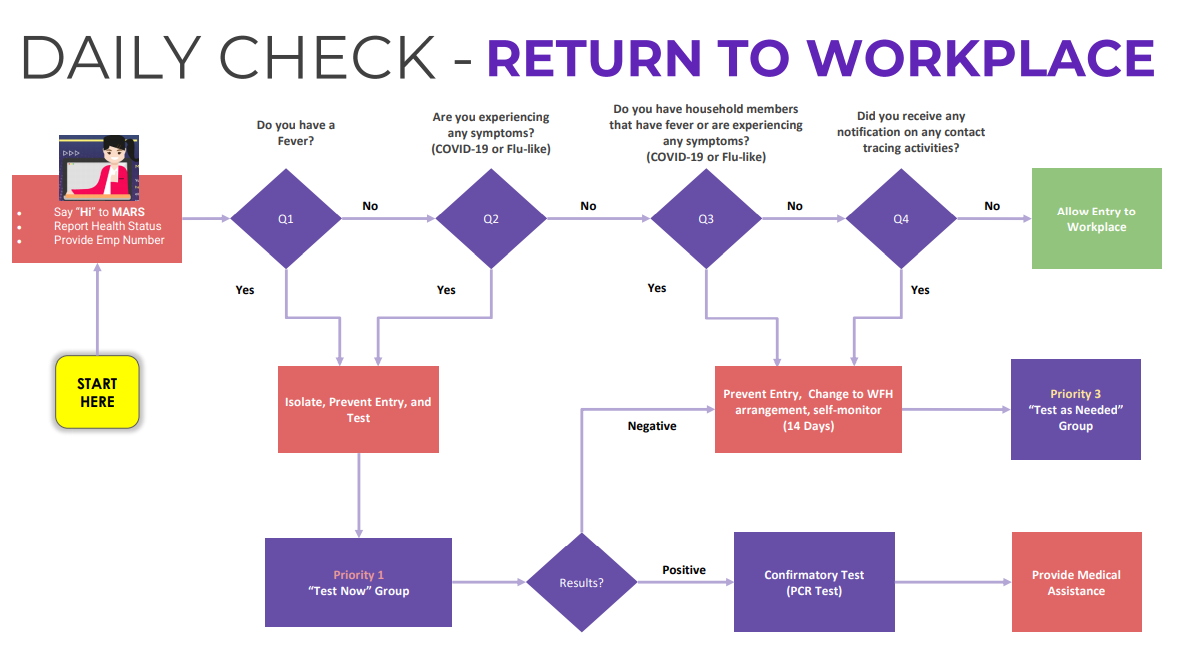 DAILY CHECK - RETURN TO WORKPLACE
Do you have a
Fever?
Are you experiencing
any symptoms?
(COVID-19 or Flu-like)
Do you have household members
that have fever or are experiencing
any symptoms?
(COVID-19 or Flu-like)
Did you receive any
notification on any contact
tracing activities?
• Say “Hi” to MARS
• Report Health Status
• Provide Emp Number
Q1
No
Q2
No
Q3
No
Q4
No
Allow Entry to
Workplace
Yes
Yes
Yes
Yes
START
HERE
Isolate, Prevent Entry, and
Test
Negative
Prevent Entry, Change to WFH
arrangement, self-monitor
(14 Days)
Priority 3
“Test as Needed”
Group
Priority 1
“Test Now” Group
Results?
Positive
Confirmatory Test
(PCR Test)
Provide Medical
Assistance